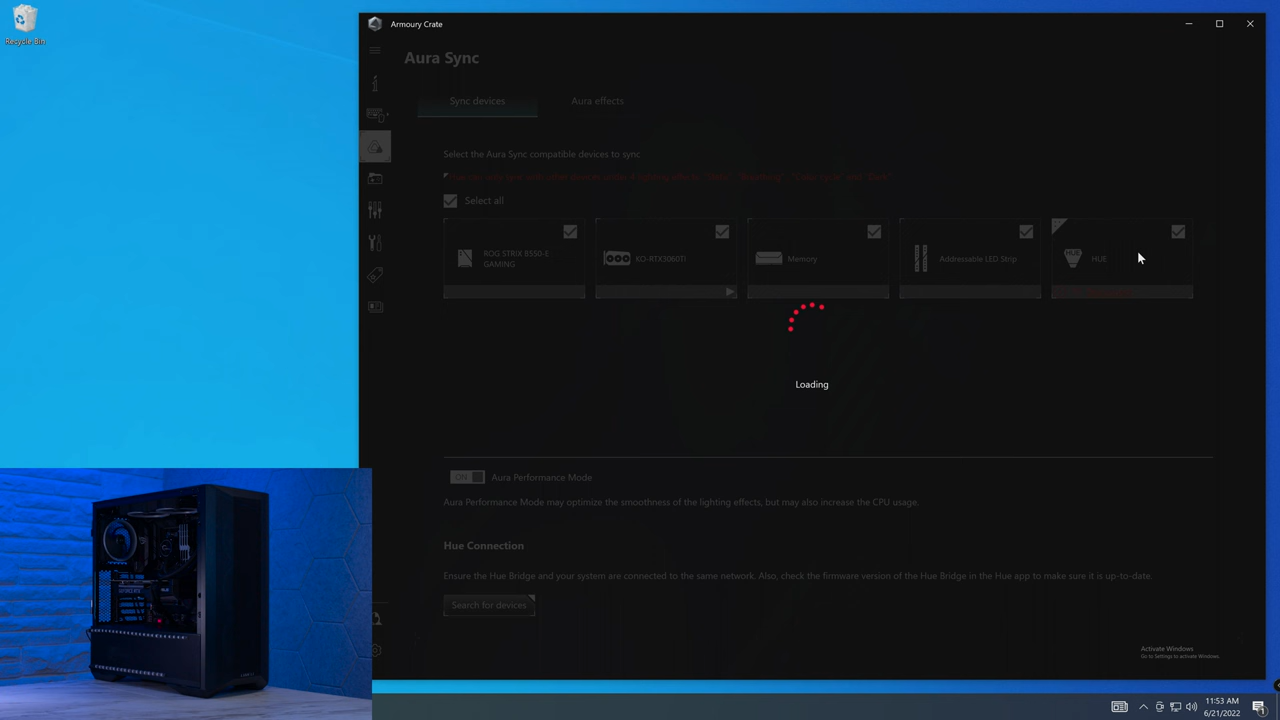 Recycle Bin
Armoury Crate
Aura Sync
Sync devices
Aura effects
Select the Aura Sync compatible devices to sync
Select all
ROG STRIX B550-E
GAMING
KO-RTX3060TI
Memory
Addressable LED Strip
HUE
Loading
ON
Aura Performance Mode
Aura Performance Mode may optimize the smoothness of the lighting effects, but may also increase the CPU usage.
Hue Connection
Ensure the Hue Bridge and system are connected to the same network. Also, check the software version of the Hue Bridge in the hue app to make sure it is up-to-date.
Search for devices
Activate Windows
Go to Settings to activate Windows.
11:53 AM
6/21/2022